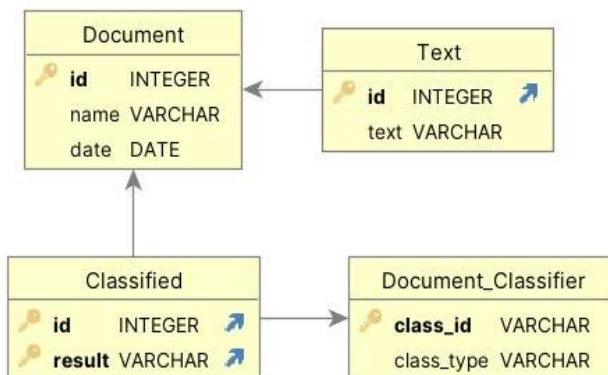 Document
id INTEGER
name VARCHAR
date DATE
Text
id INTEGER
text VARCHAR
Classified
id INTEGER
result VARCHAR
Document_Classifier
class_id VARCHAR
class_type VARCHAR